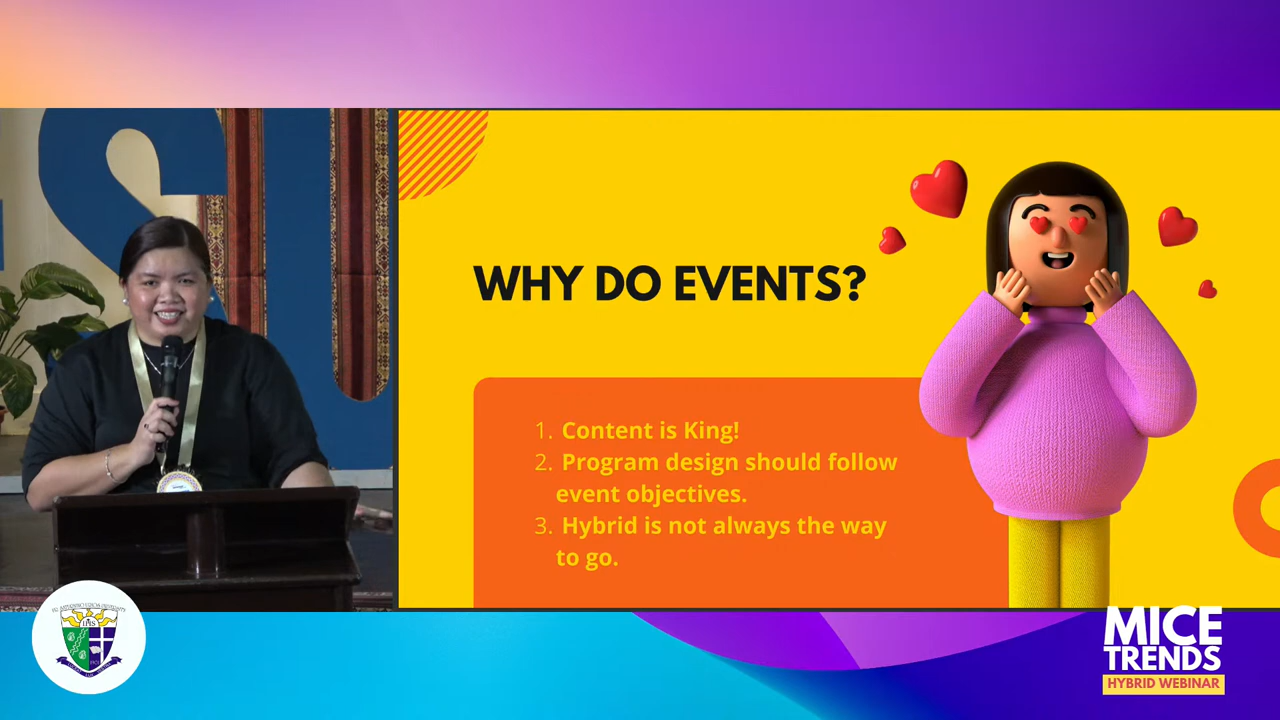 WHY DO EVENTS?
1. Content is King!
2. Program design should follow
event objectives.
3. Hybrid is not always the way
to go.
IHS
MICE
TRENDS
HYBRID WEBINAR